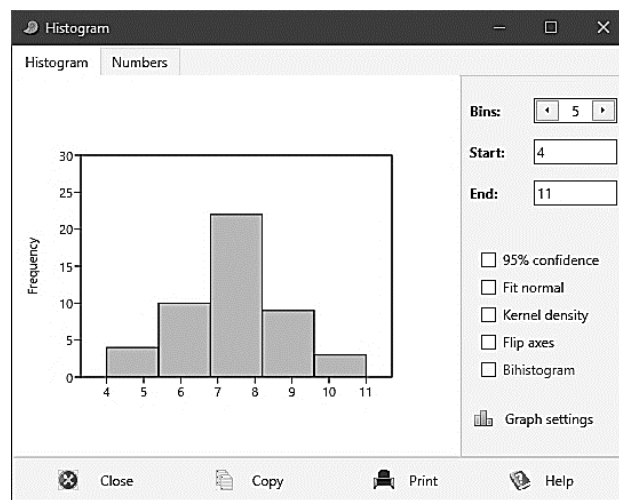 Histogram
Histogram Numbers
Bins: 5
Start: 4
End: 11
30
25
20
15
10
5
0
Frequency
4 5 6 7 8 9 10 11
95% confidence
Fit normal
Kernel density
Flip axes
Bihistogram
Graph settings
Close Copy Print Help